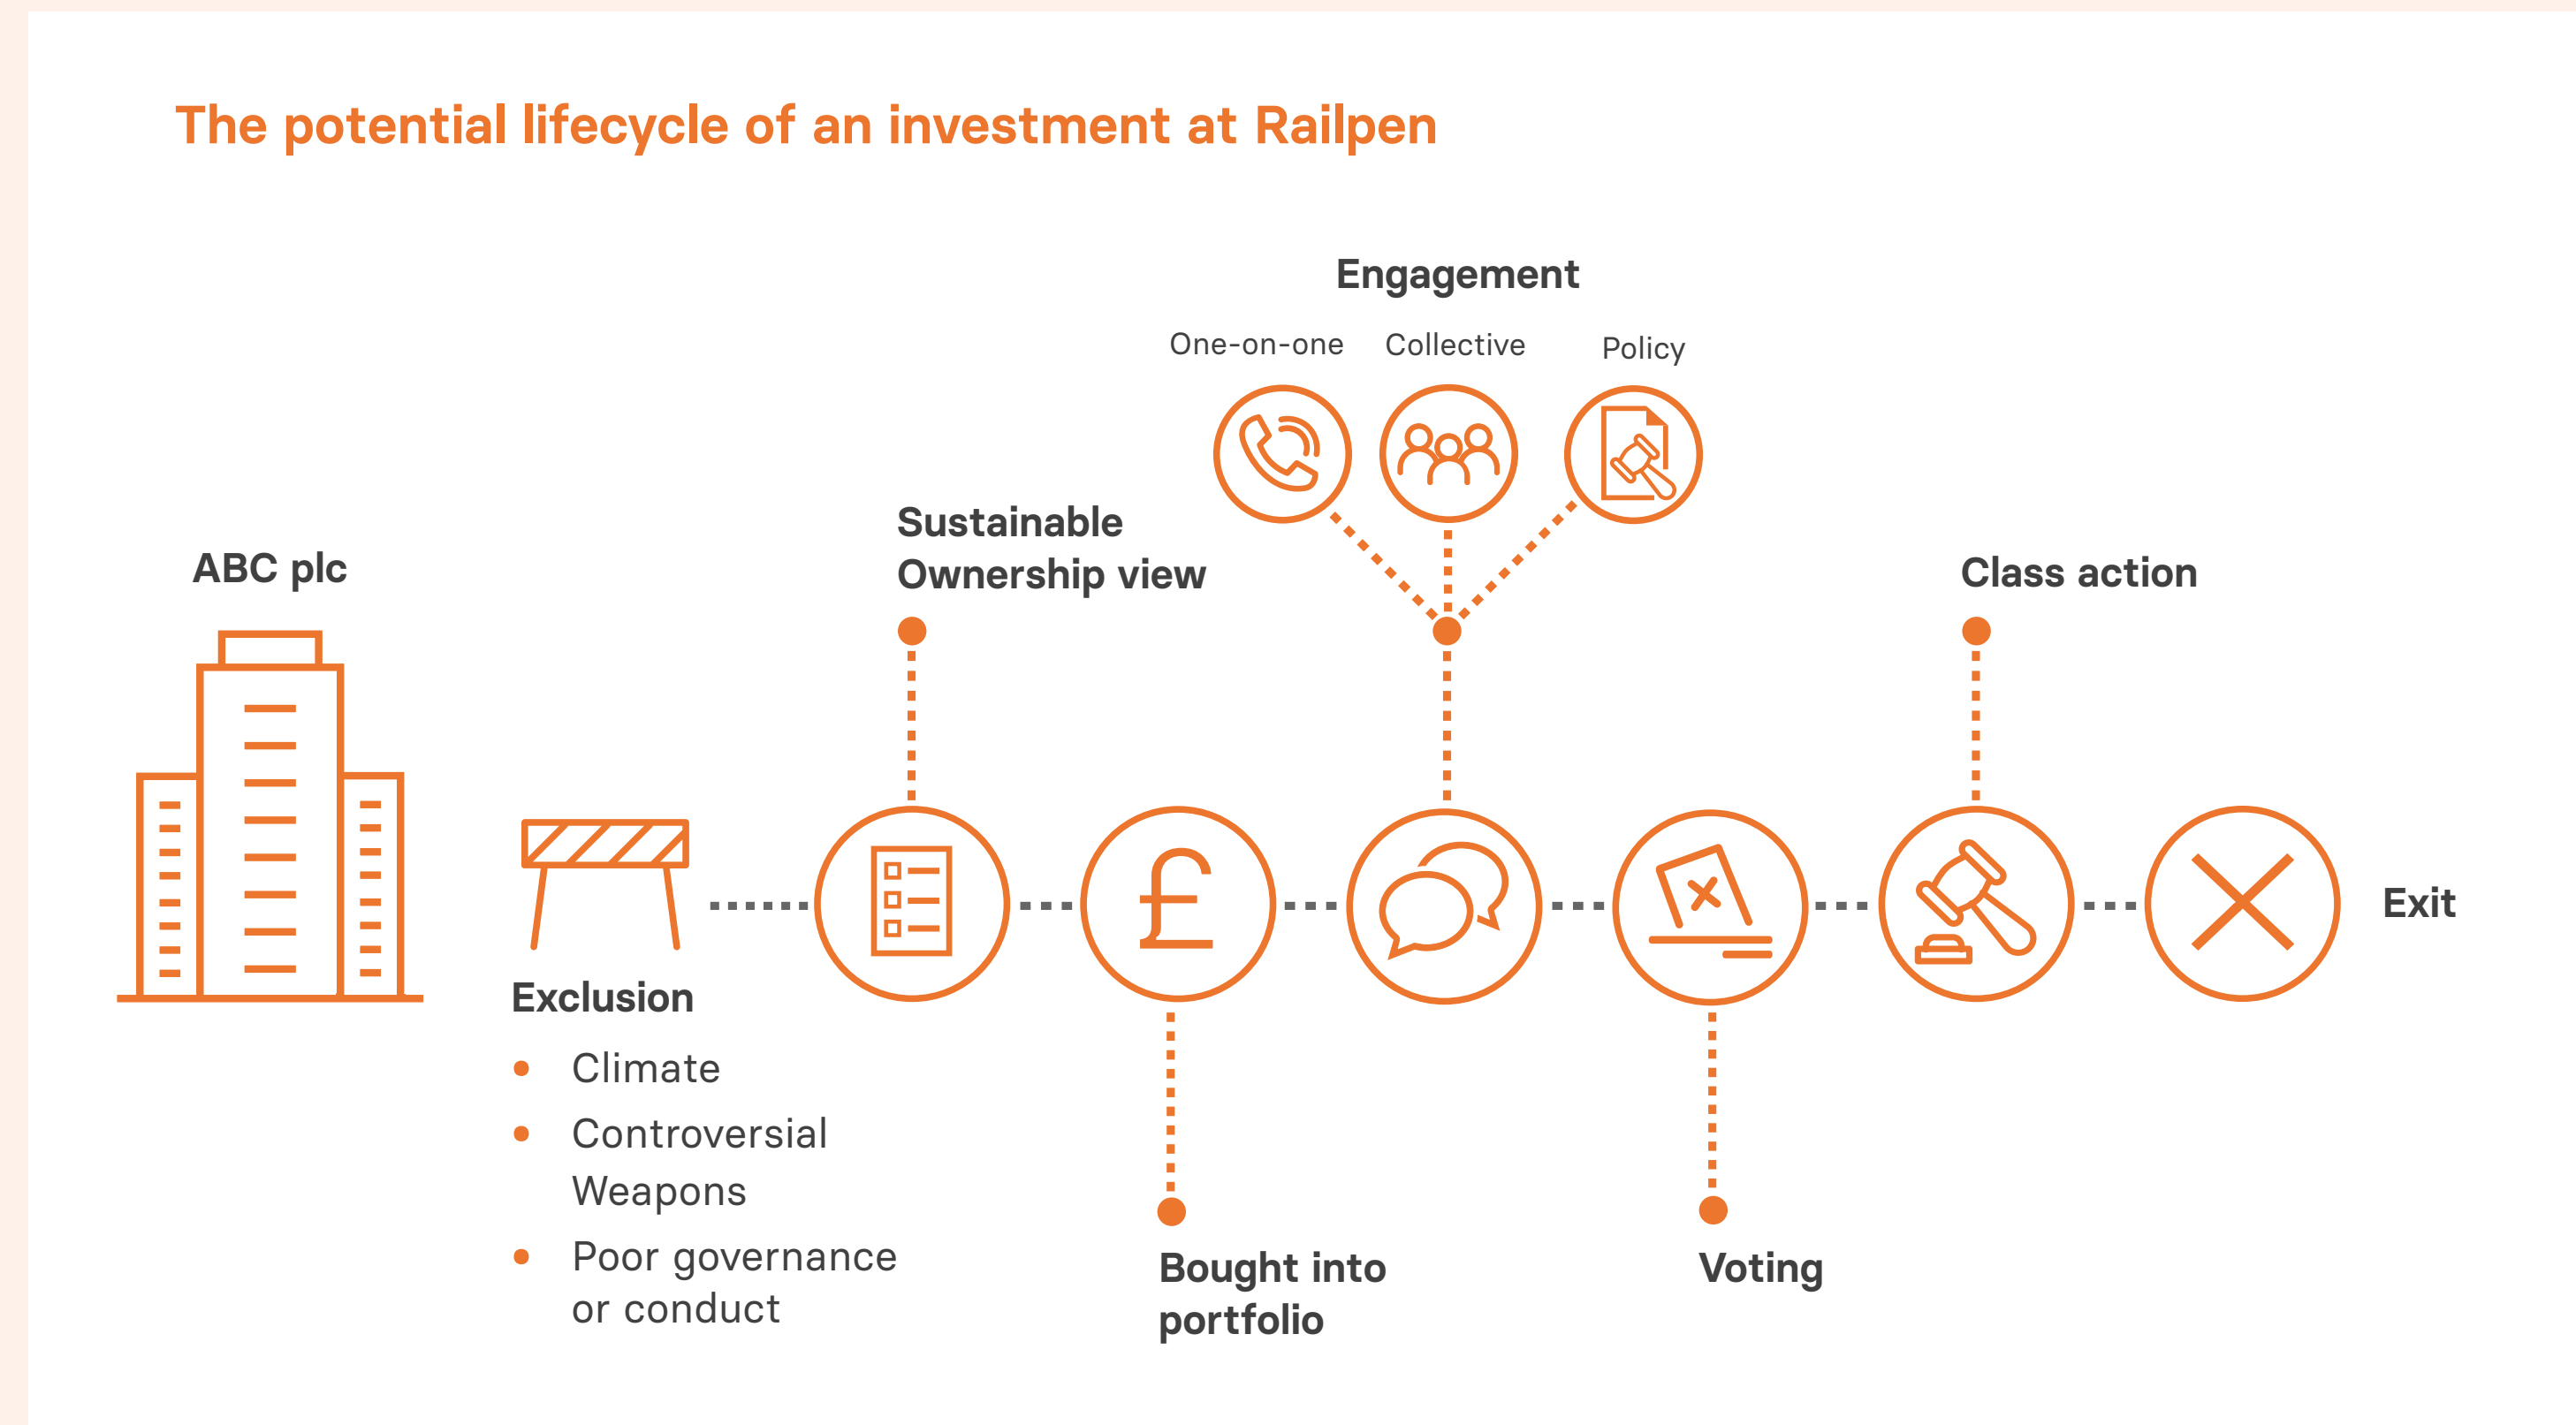 The potential lifecycle of an investment at Railpen
Engagement
One-on-one
Collective
Policy
Sustainable
Ownership view
ABC plc
Class action
Exit
Exclusion
• Climate
• Controversial
Weapons
• Poor governance
or conduct
Bought into
portfolio
Voting